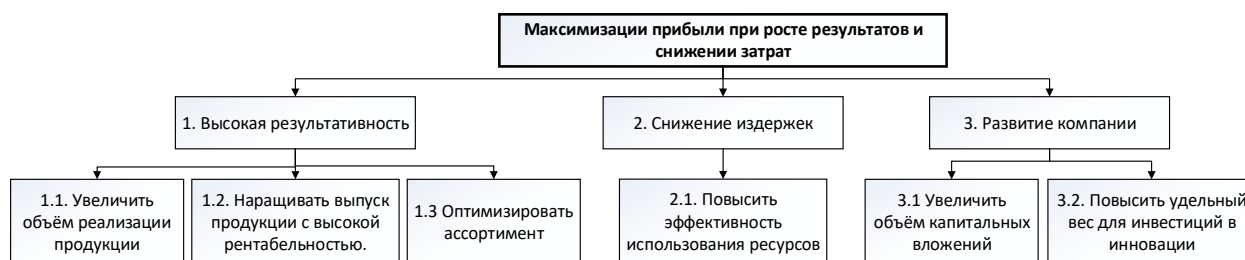 Максимизации прибыли при росте результатов и
снижении затрат
1. Высокая результативность
2. Снижение издержек
3. Развитие компании
1.1. Увеличить
объём реализации
продукции
1.2. Наращивать выпуск
продукции с высокой
рентабельностью.
1.3 Оптимизировать
ассортимент
2.1. Повысить
эффективность
использования ресурсов
3.1 Увеличить
объём капитальных
вложений
3.2. Повысить удельный
вес для инвестиций в
инновации